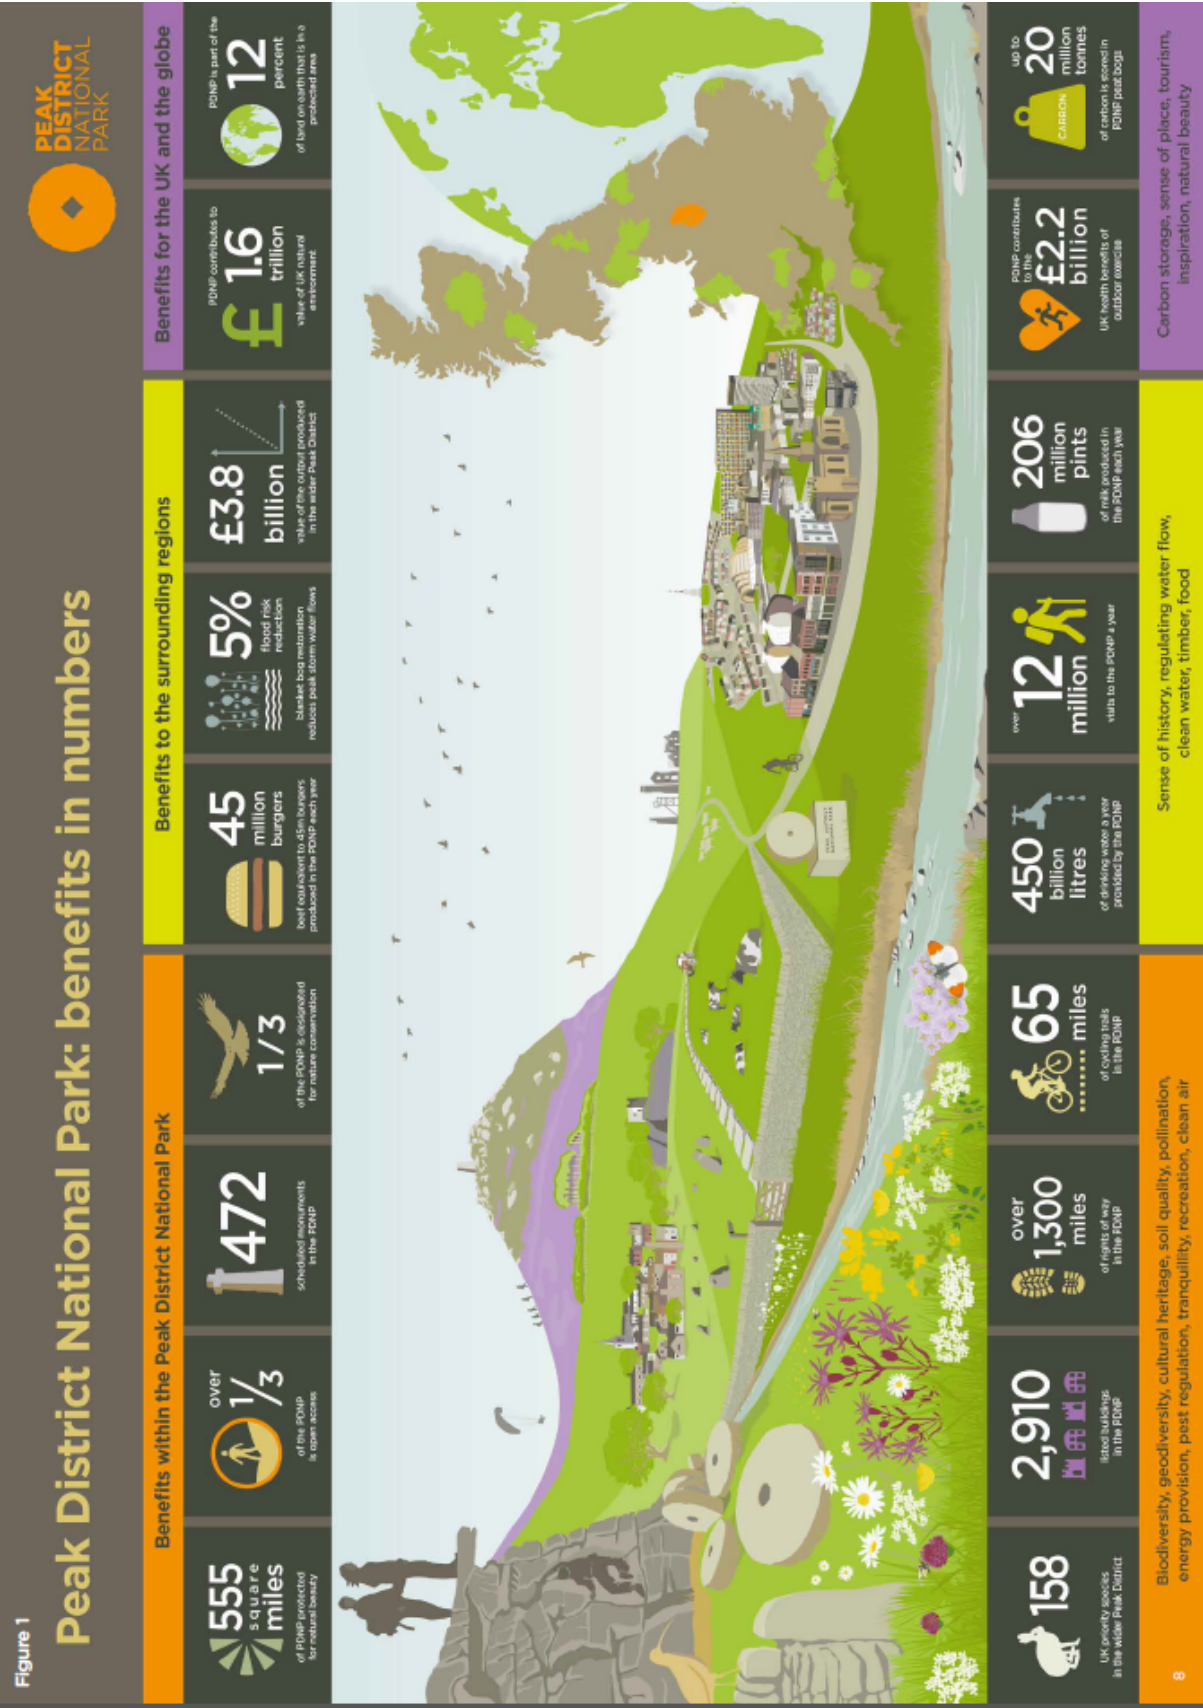 Figure 1
Peak District National Park: benefits in numbers
PEAK
DISTRICT
NATIONAL
PARK
Benefits within the Peak District National Park
Benefits to the surrounding regions
Benefits for the UK and the globe
555
square
miles
of PDNP protected
for natural beauty
over
1/3
of the PDNP
is open access
472
scheduled monuments
in the PDNP
1/3
of the PDNP is designated
for nature conservation
45
million
burgers
beef equivalent to 45m burgers
produced in the PDNP each year
5%
flood risk
reduction
blanket bog restoration
reduces peak storm water flows
£3.8
billion
value of the output produced
in the wider Peak District
PDNP contributes to
£ 1.6
trillion
value of UK natural
environment
PDNP is part of the
12
percent
of land on earth that is in a
protected area
PEAK DISTRICT
NATIONAL PARK
158
UK priority species
in the wider Peak District
2,910
listed buildings
in the PDNP
over
1,300
miles
of rights of way
in the PDNP
65
miles
of cycling trails
in the PDNP
450
billion
litres
of drinking water a year
provided by the PDNP
over
12
million
visits to the PDNP a year
206
million
pints
of milk produced in
the PDNP each year
PDNP contributes
to the
£2.2
billion
UK health benefits of
outdoor exercise
up to
20
million
tonnes
CARBON
of carbon is stored in
PDNP peat bogs
Biodiversity, geodiversity, cultural heritage, soil quality, pollination,
energy provision, pest regulation, tranquillity, recreation, clean air
Sense of history, regulating water flow,
clean water, timber, food
Carbon storage, sense of place, tourism,
inspiration, natural beauty
8